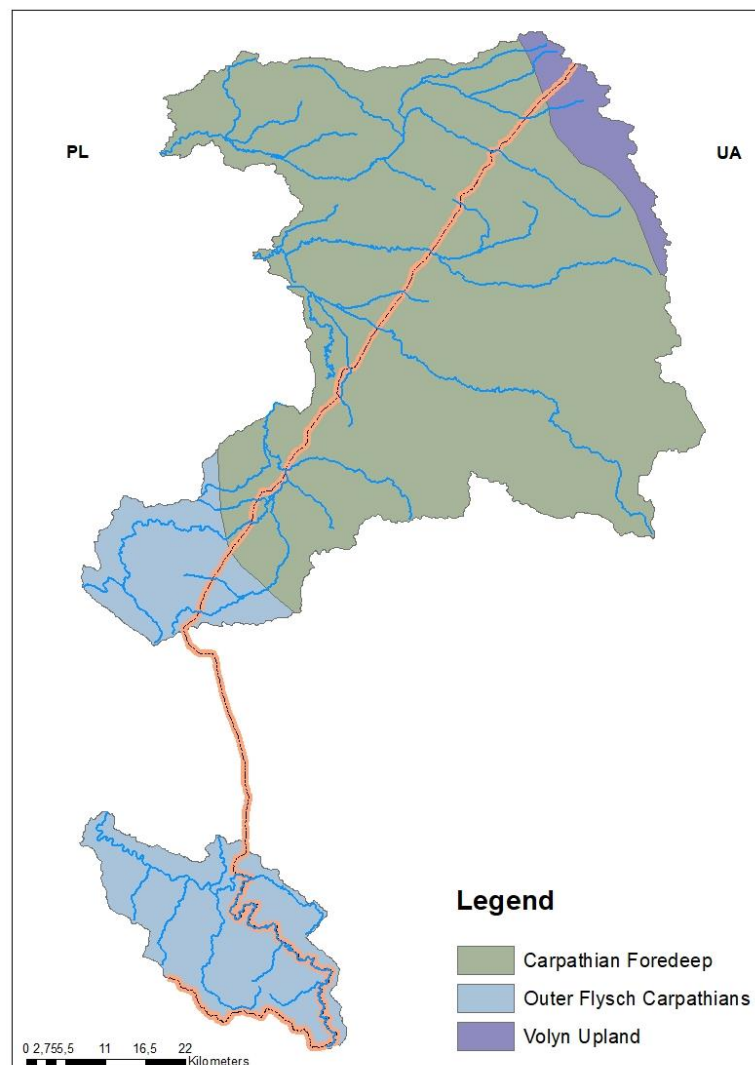 PL
UA
Legend
Carpathian Foredeep
Outer Flysch Carpathians
Volyn Upland
0 2,755,5 11 16,5 22
Kilometers